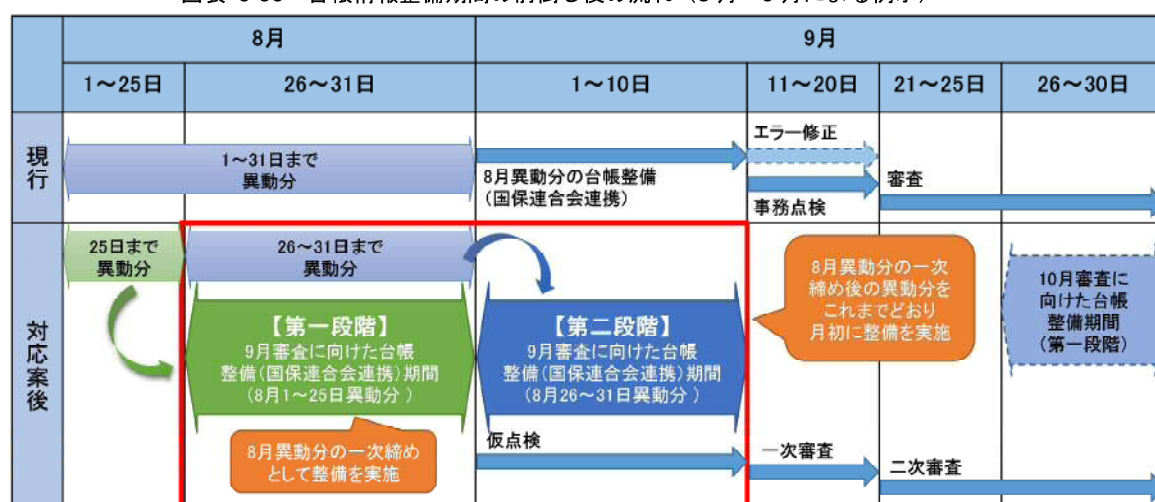 8月
9月
1～25日
26～31日
1～10日
11～20日
21～25日
26～30日
現行
1～31日まで
異動分
8月異動分の台帳整備
(国保連合会連携)
エラー修正
事務点検
審査
対応案後
25日まで
異動分
26～31日まで
異動分
【第一段階】
9月審査に向けた台帳
整備(国保連合会連携)期間
(8月1～25日異動分)
8月異動分の一次締め
として整備を実施
【第二段階】
9月審査に向けた台帳
整備(国保連合会連携)期間
(8月26～31日異動分)
仮点検
8月異動分の一次
締め後の異動分を
これまでどおり
月初に整備を実施
一次審査
二次審査
10月審査に
向けた台帳
整備期間
(第一段階)